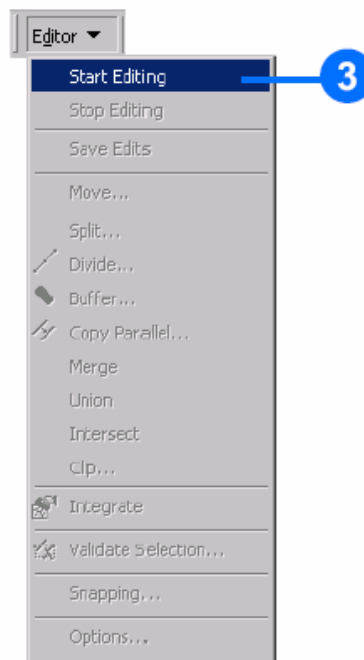 Editor
Start Editing
3
Stop Editing
Save Edits
Move...
Split...
Divide...
Buffer...
Copy Parallel...
Merge
Union
Intersect
Clip...
Integrate
Validate Selection...
Snapping...
Options...